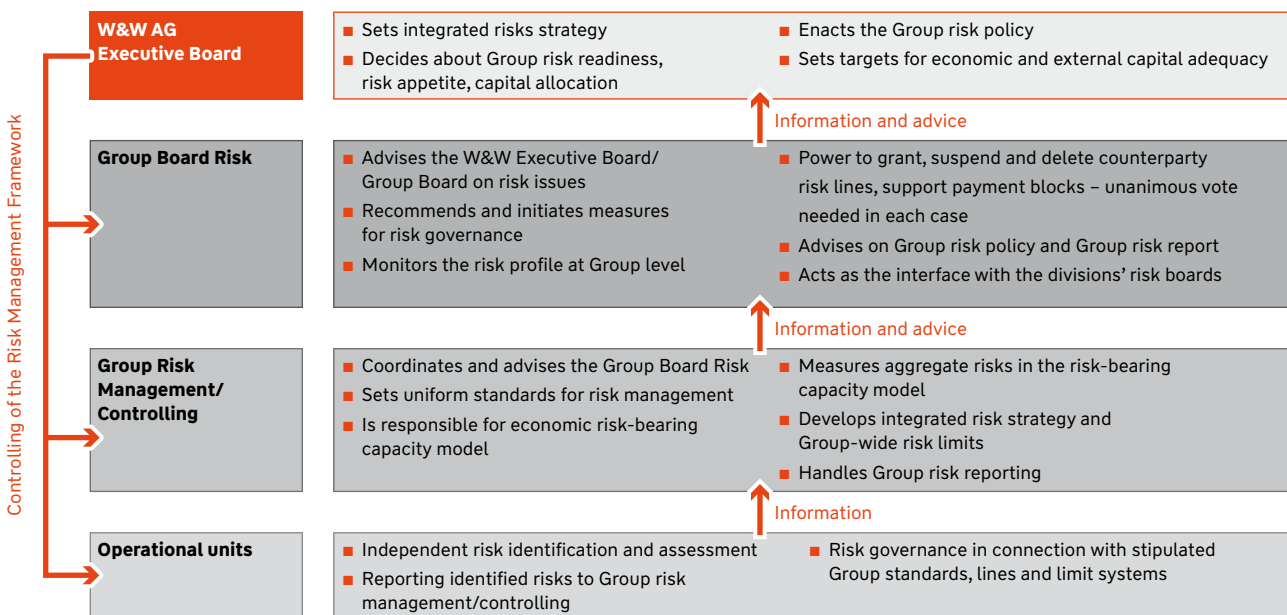 Controlling of the Risk Management Framework
W&W AG
Executive Board
■ Sets integrated risks strategy
■ Decides about Group risk readiness,
risk appetite, capital allocation
■ Enacts the Group risk policy
■ Sets targets for economic and external capital adequacy
Information and advice
Group Board Risk
■ Advises the W&W Executive Board/
Group Board on risk issues
■ Recommends and initiates measures
for risk governance
■ Monitors the risk profile at Group level
■ Power to grant, suspend and delete counterparty
risk lines, support payment blocks – unanimous vote
needed in each case
■ Advises on Group risk policy and Group risk report
■ Acts as the interface with the divisions’ risk boards
Information and advice
Group Risk
Management/
Controlling
■ Coordinates and advises the Group Board Risk
■ Sets uniform standards for risk management
■ Is responsible for economic risk-bearing
capacity model
■ Measures aggregate risks in the risk-bearing
capacity model
■ Develops integrated risk strategy and
Group-wide risk limits
■ Handles Group risk reporting
Information
Operational units
■ Independent risk identification and assessment
■ Reporting identified risks to Group risk
management/controlling
■ Risk governance in connection with stipulated
Group standards, lines and limit systems